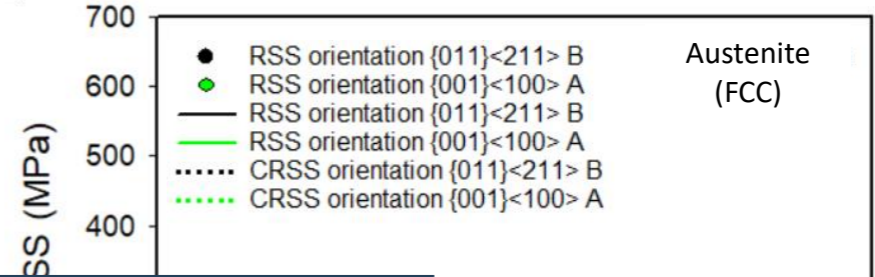 700
RSS orientation {011}<211> B
Austenite
600
RSS orientation {001}<100> A
(FCC)
RSS orientation {011}<211> B
RSS orientation {001}<100> A
500
CRSS orientation {011}<211> B
CRSS orientation {001}<100> A
400
SS (MPa)